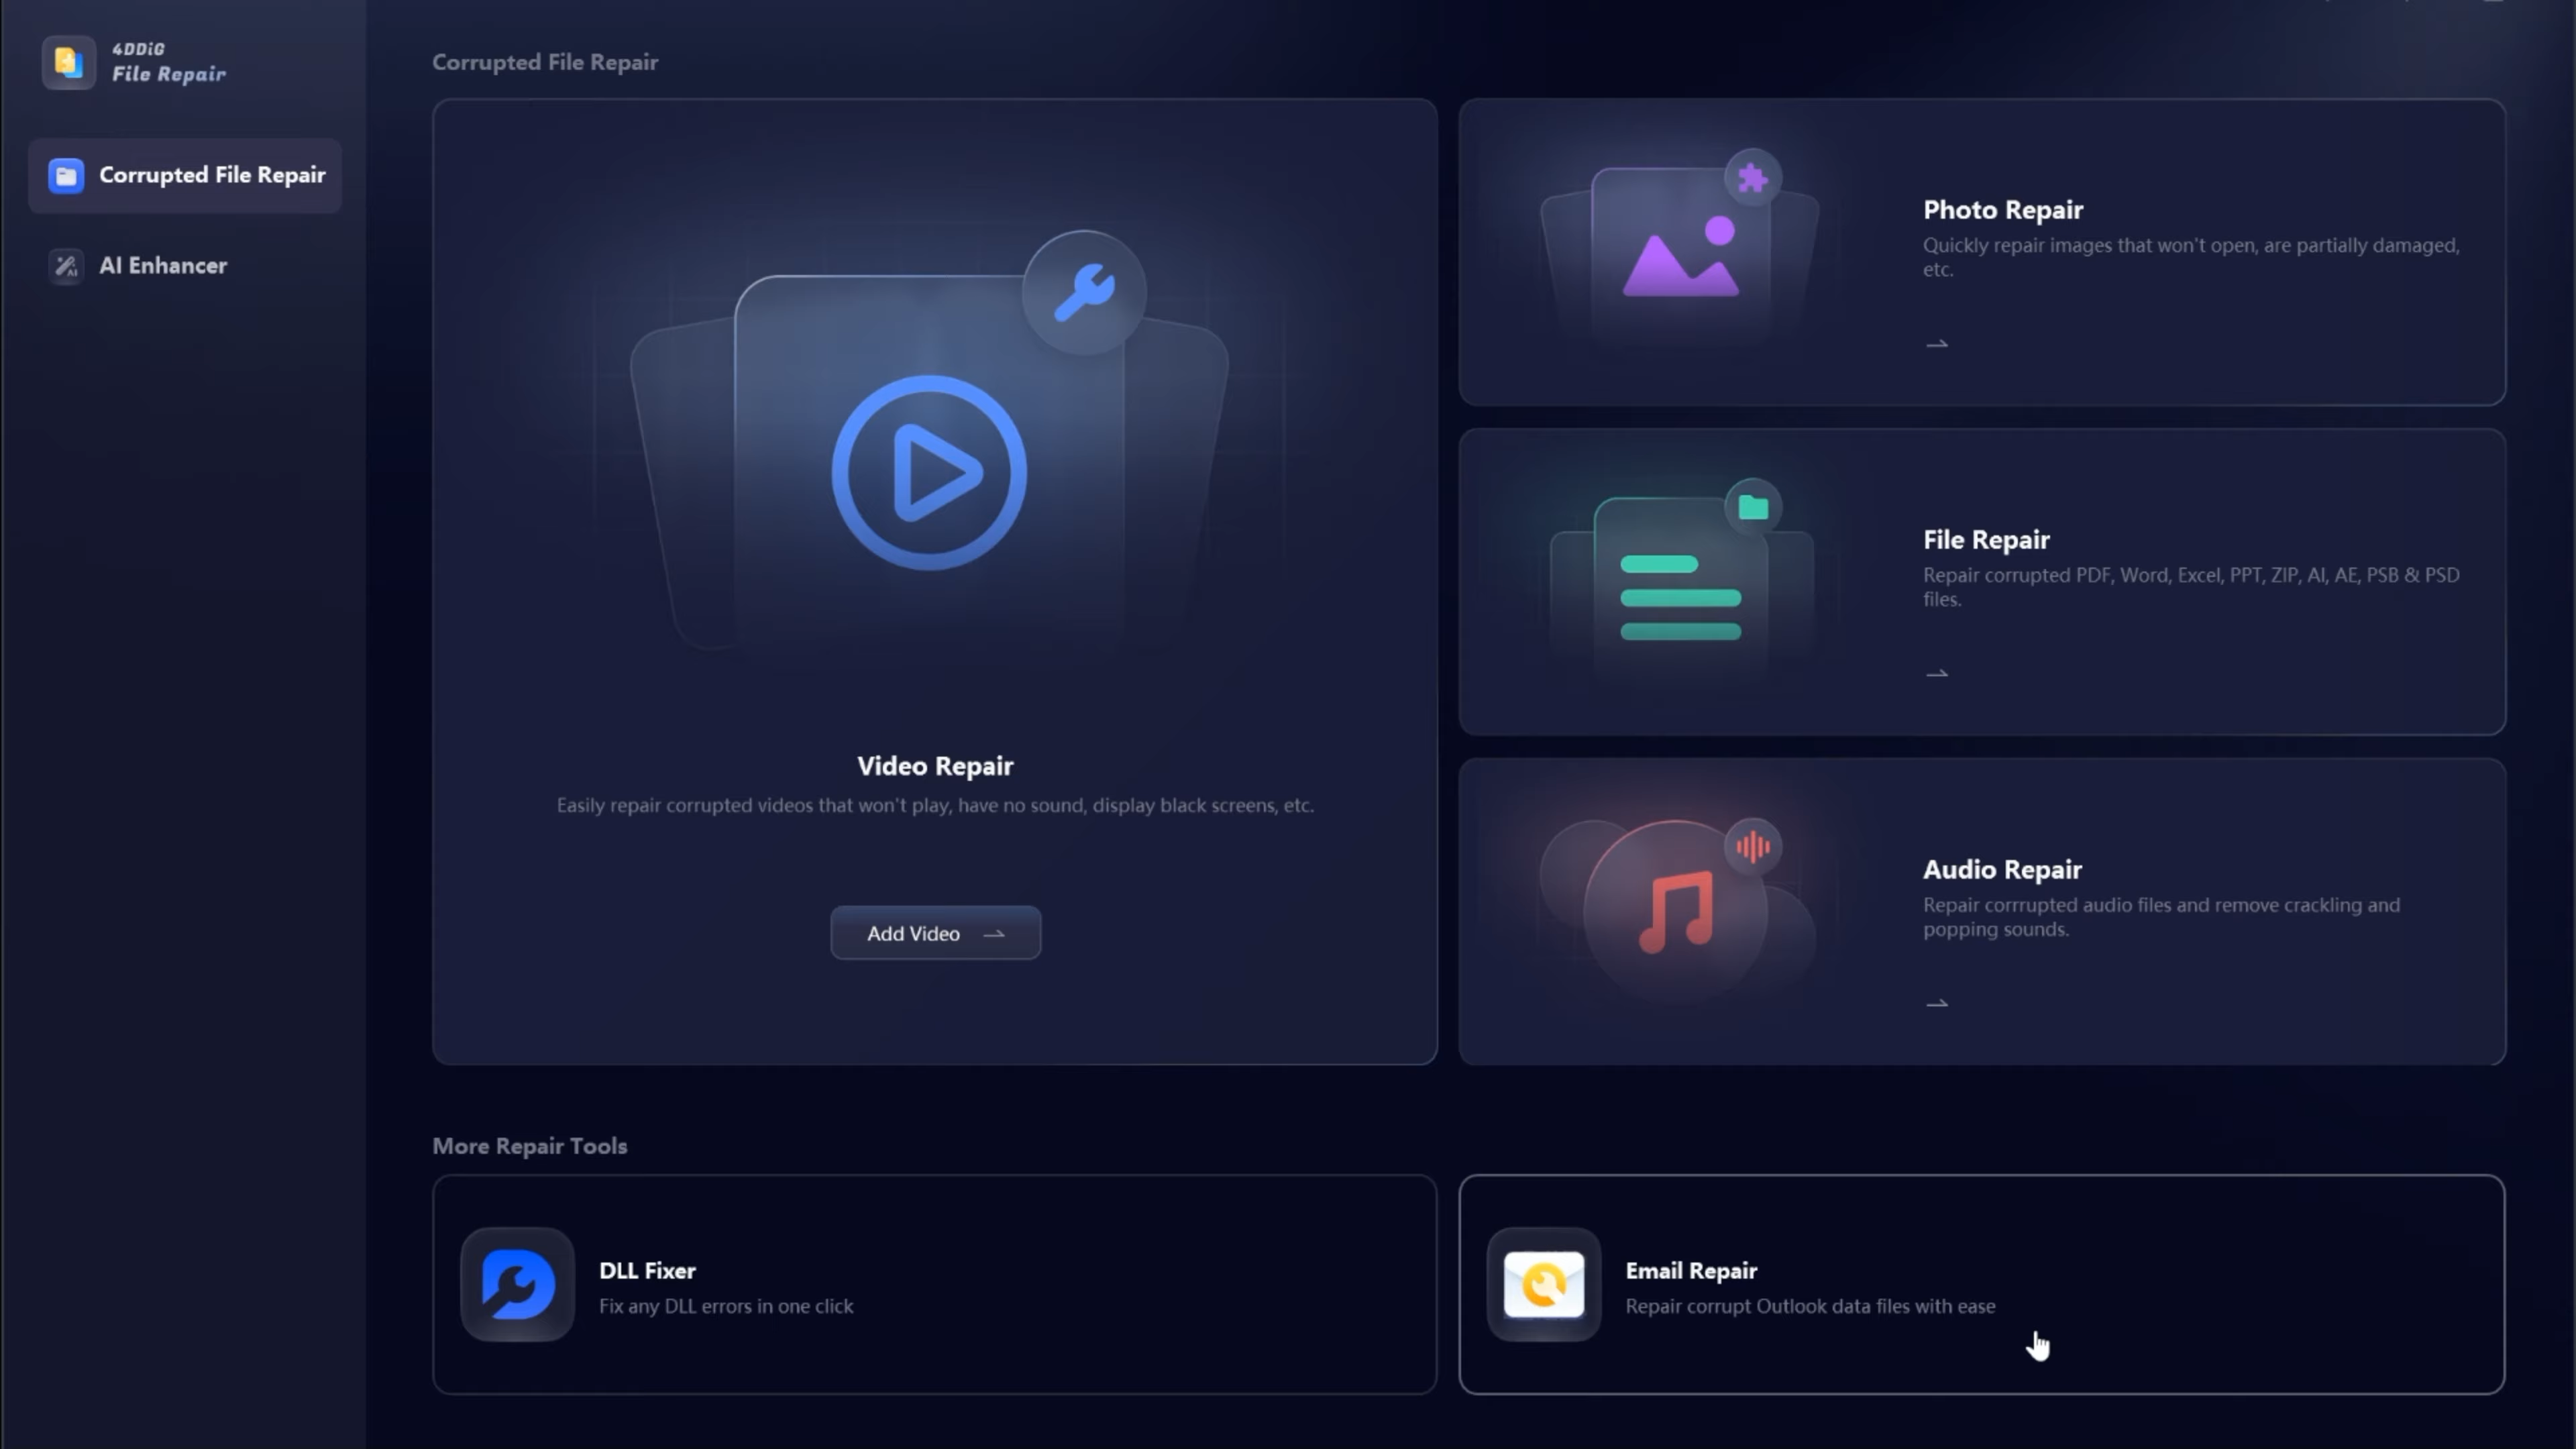 4DDiG
File Repair
Corrupted File Repair
AI Enhancer
Corrupted File Repair
Video Repair
Easily repair corrupted videos that won't play, have no sound, display black screens, etc.
Add Video
Photo Repair
Quickly repair images that won't open, are partially damaged,
etc.
File Repair
Repair corrupted PDF, Word, Excel, PPT, ZIP, AI, AE, PSB & PSD
files.
Audio Repair
Repair corrrupted audio files and remove crackling and
popping sounds.
More Repair Tools
DLL Fixer
Fix any DLL errors in one click
Email Repair
Repair corrupt Outlook data files with ease